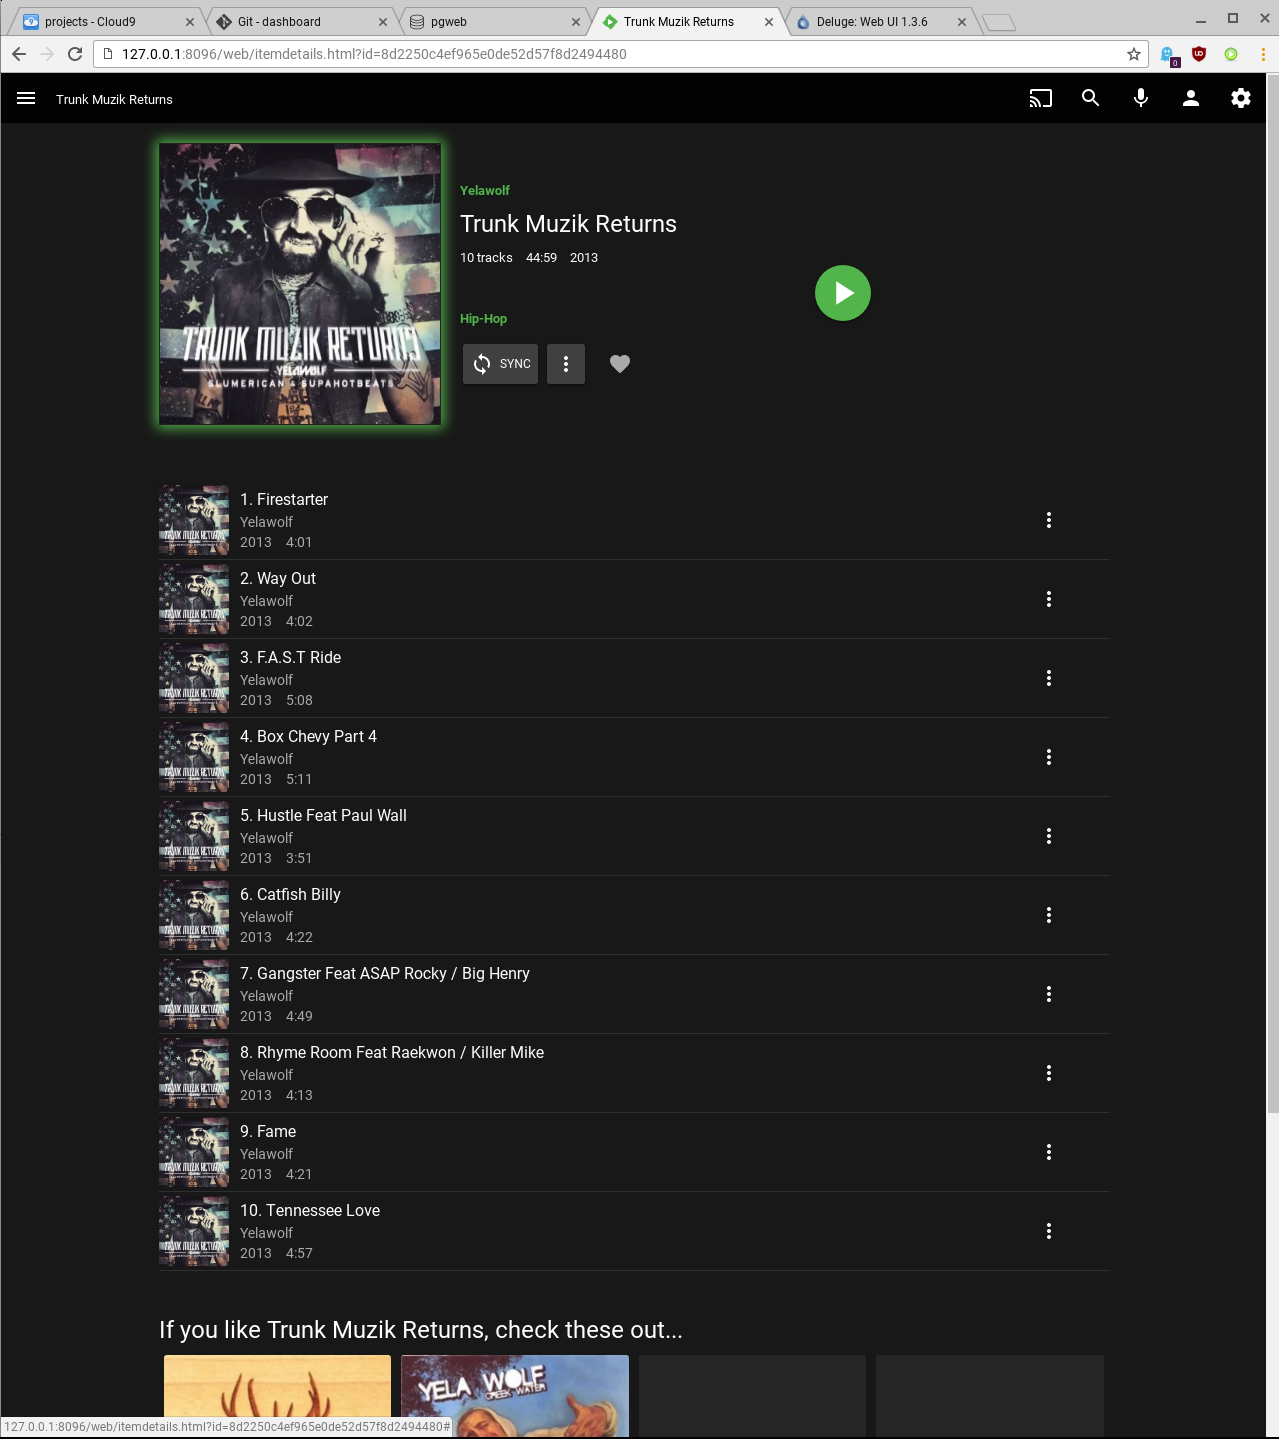 projects - Cloud9
Git - dashboard
pgweb
Trunk Muzik Returns
Deluge: Web UI 1.3.6
127.0.0.1:8096/web/itemdetails.html?id=8d2250c4ef965e0de52d57f8d2494480
0
Trunk Muzik Returns
TRUNK MUZIK RETURNS
YELAWOLF
SLUMERICAN & SUPAHOTBEATS
Yelawolf
Trunk Muzik Returns
10 tracks 44:59 2013
Hip-Hop
SYNC
1. Firestarter
Yelawolf
2013 4:01
2. Way Out
Yelawolf
2013 4:02
3. F.A.S.T Ride
Yelawolf
2013 5:08
4. Box Chevy Part 4
Yelawolf
2013 5:11
5. Hustle Feat Paul Wall
Yelawolf
2013 3:51
6. Catfish Billy
Yelawolf
2013 4:22
7. Gangster Feat ASAP Rocky / Big Henry
Yelawolf
2013 4:49
8. Rhyme Room Feat Raekwon / Killer Mike
Yelawolf
2013 4:13
9. Fame
Yelawolf
2013 4:21
10. Tennessee Love
Yelawolf
2013 4:57
If you like Trunk Muzik Returns, check these out...
YELA WOLF
CREEK WATER
127.0.0.1:8096/web/itemdetails.html?id=8d2250c4ef965e0de52d57f8d2494480#